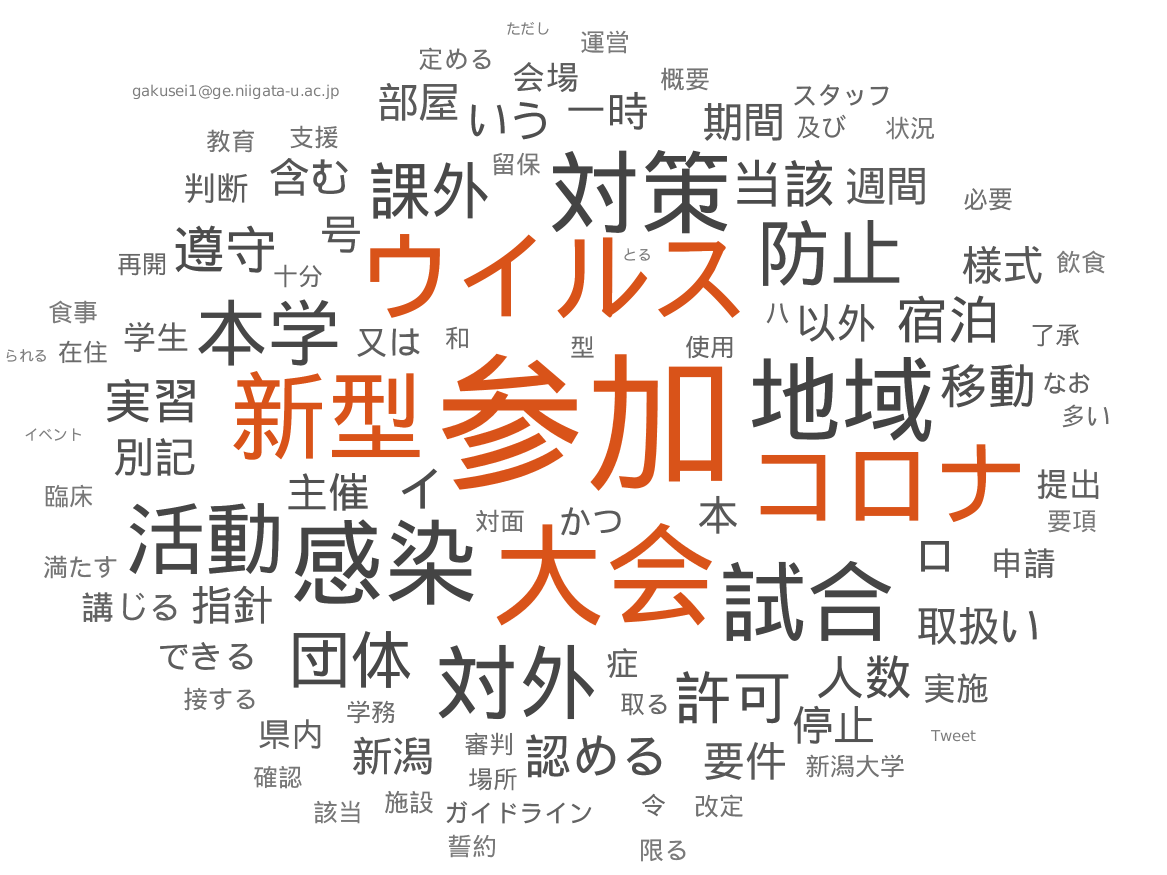 ただし
運営
定める
会場
概要
gakusei1@ge.niigata-u.ac.jp
部屋
いう
一時
期間
スタッフ
及び
状況
教育
支援
留保
対策
当該
週間
判断
含む
課外
必要
遵守
号
ウイルス
とる
防止
様式
飲食
再開
十分
食事
学生
本学
又は
和
型
使用
ハ
以外
宿泊
了承
られる
在住
実習
新型
参加
地域
移動
なお
多い
イベント
別記
コロナ
臨床
主催
イ
対面
かつ
本
提出
要項
活動
感染
大会
試合
ロ
申請
満たす
講じる
指針
取扱い
できる
団体
対外
症
許可
人数
実施
接する
学務
取る
停止
県内
新潟
審判
認める
要件
新潟大学
Tweet
確認
場所
該当
施設
ガイドライン
令
改定
誓約
限る